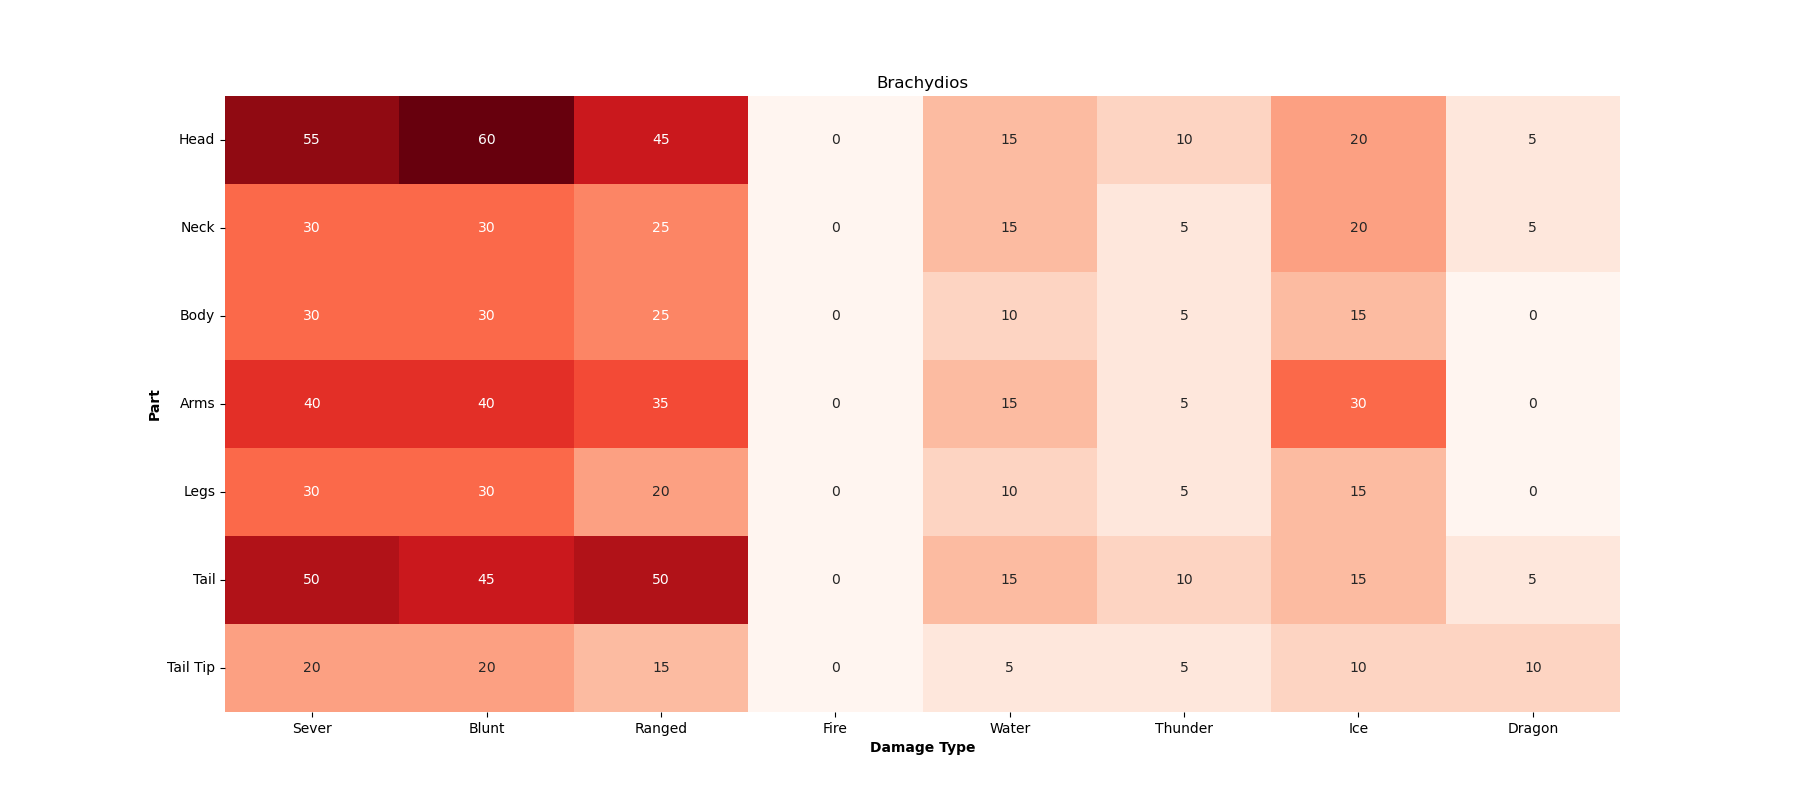 Brachydios
Head 55 60 45 0 15 10 20 5
Neck 30 30 25 0 15 5 20 5
Body 30 30 25 0 10 5 15 0
Part
Arms 40 40 35 0 15 5 30 0
Legs 30 30 20 0 10 5 15 0
Tail 50 45 50 0 15 10 15 5
Tail Tip 20 20 15 0 5 5 10 10
Sever Blunt Ranged Fire Water Thunder Ice Dragon
Damage Type